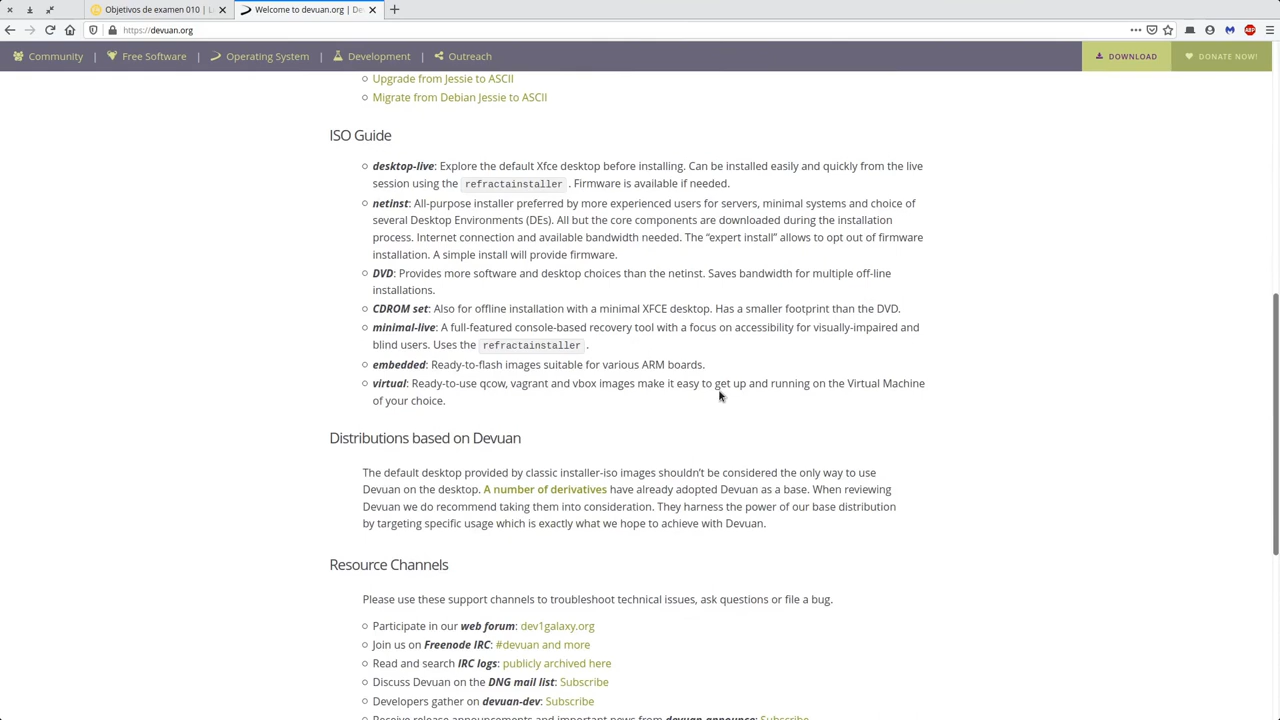 Objetivos de examen 010 | Li
Welcome to devuan.org | De
https://devuan.org
ABP
Community | Free Software | Operating System | Development | Outreach
DOWNLOAD
DONATE NOW!
Upgrade from Jessie to ASCII
Migrate from Debian Jessie to ASCII
ISO Guide
desktop-live: Explore the default Xfce desktop before installing. Can be installed easily and quickly from the live
session using the refractainstaller . Firmware is available if needed.
netinst: All-purpose installer preferred by more experienced users for servers, minimal systems and choice of
several Desktop Environments (DEs). All but the core components are downloaded during the installation
process. Internet connection and available bandwidth needed. The “expert install” allows to opt out of firmware
installation. A simple install will provide firmware.
DVD: Provides more software and desktop choices than the netinst. Saves bandwidth for multiple off-line
installations.
CDROM set: Also for offline installation with a minimal XFCE desktop. Has a smaller footprint than the DVD.
minimal-live: A full-featured console-based recovery tool with a focus on accessibility for visually-impaired and
blind users. Uses the refractainstaller .
embedded: Ready-to-flash images suitable for various ARM boards.
virtual: Ready-to-use qcow, vagrant and vbox images make it easy to get up and running on the Virtual Machine
of your choice.
Distributions based on Devuan
The default desktop provided by classic installer-iso images shouldn’t be considered the only way to use
Devuan on the desktop. A number of derivatives have already adopted Devuan as a base. When reviewing
Devuan we do recommend taking them into consideration. They harness the power of our base distribution
by targeting specific usage which is exactly what we hope to achieve with Devuan.
Resource Channels
Please use these support channels to troubleshoot technical issues, ask questions or file a bug.
Participate in our web forum: dev1galaxy.org
Join us on Freenode IRC: #devuan and more
Read and search IRC logs: publicly archived here
Discuss Devuan on the DNG mail list: Subscribe
Developers gather on devuan-dev: Subscribe
Receive release announcements and important news from devuan-announce: Subscribe